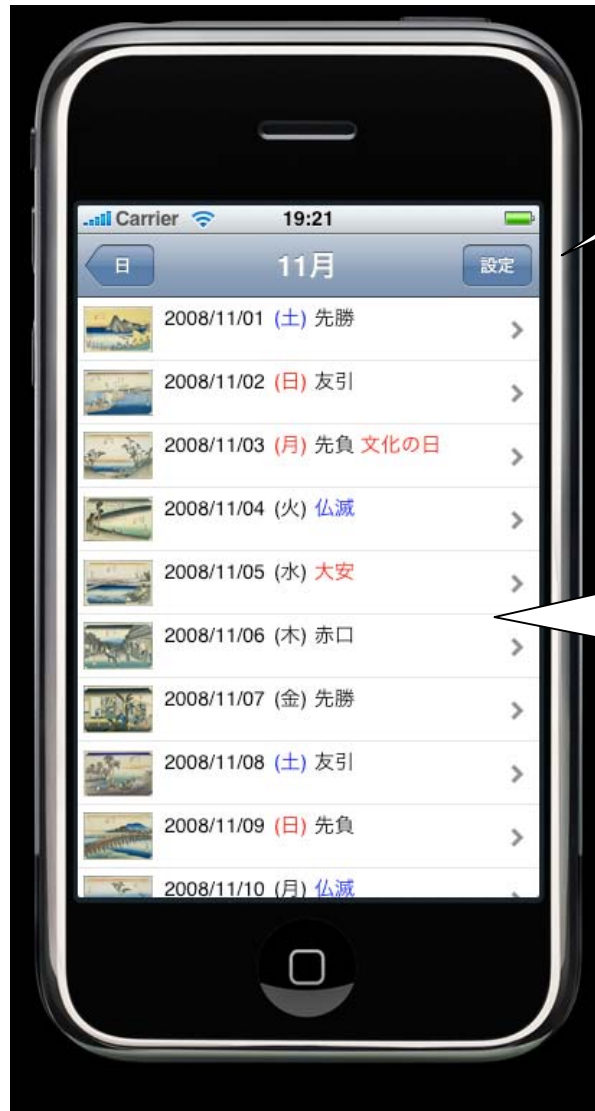 Carrier 19:21
日 11月 設定
2008/11/01 (土) 先勝
2008/11/02 (日) 友引
2008/11/03 (月) 先負 文化の日
2008/11/04 (火) 仏滅
2008/11/05 (水) 大安
2008/11/06 (木) 赤口
2008/11/07 (金) 先勝
2008/11/08 (土) 友引
2008/11/09 (日) 先負
2008/11/10 (月) 仏滅